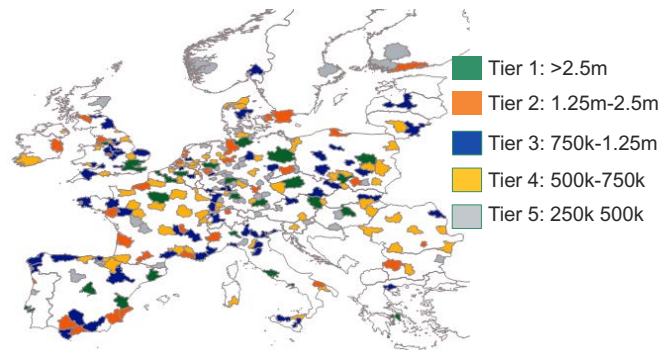 Tier 1: >2.5m
Tier 2: 1.25m-2.5m
Tier 3: 750k-1.25m
Tier 4: 500k-750k
Tier 5: 250k 500k